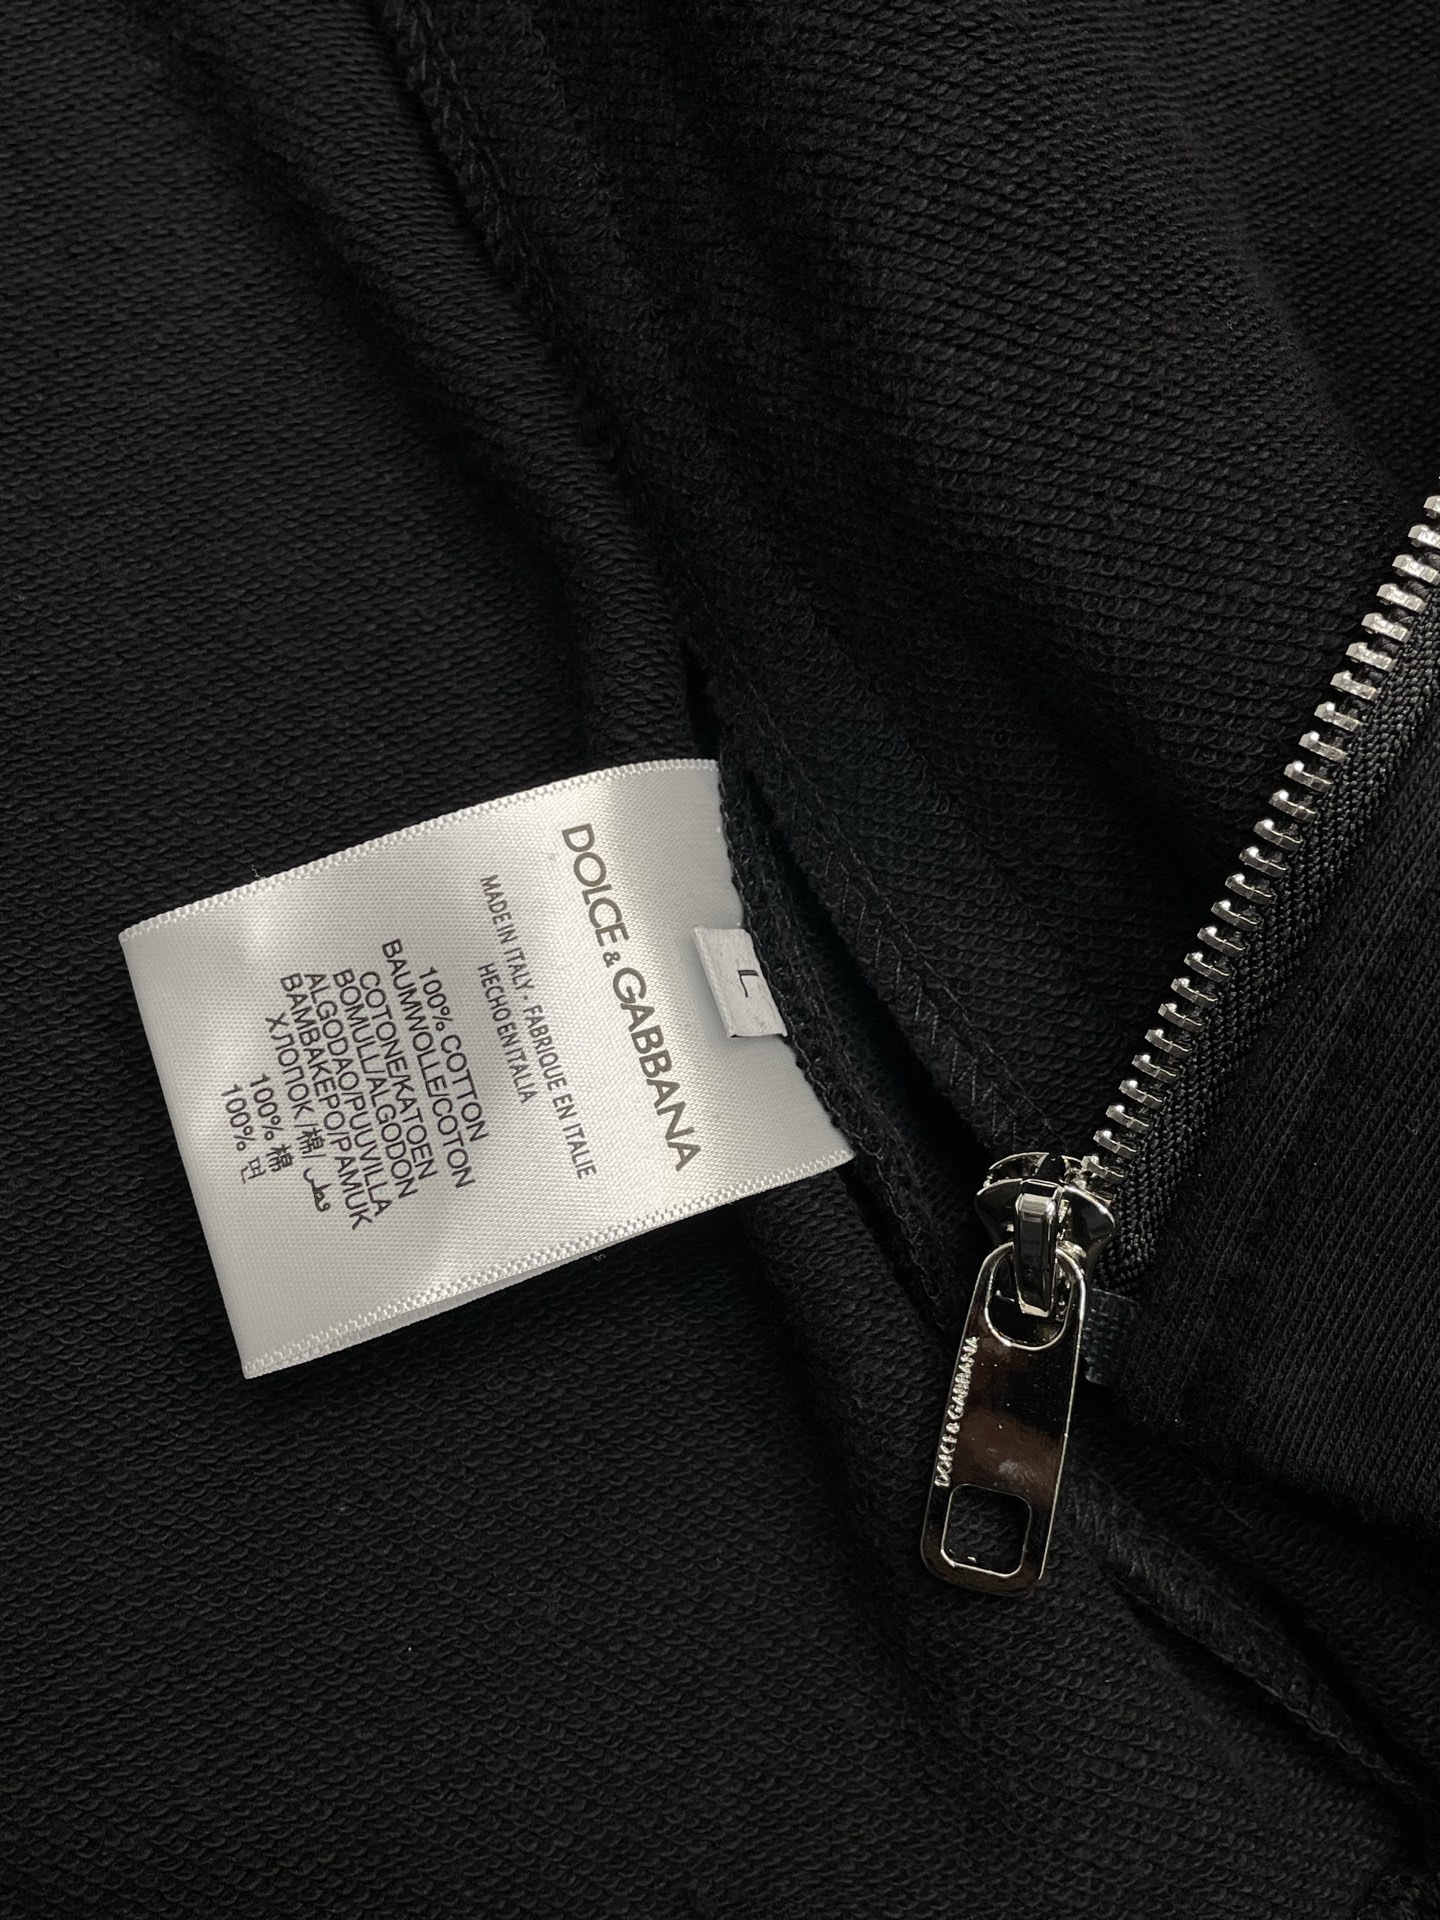 DOLCE & GABBANA
MADE IN ITALY - FABRIQUE EN ITALIE
HECHO EN ITALIA
100% COTTON
BAUMWOLLE/COTON
COTONE/KATOEN
BOMULL/ALGODON
ALGODAO/PUUVILLA
BAMBAKEPO/PAMUK
ХЛОПОК /棉/ قطن
100% 棉
100% 면
L
DOLCE & GABBANA